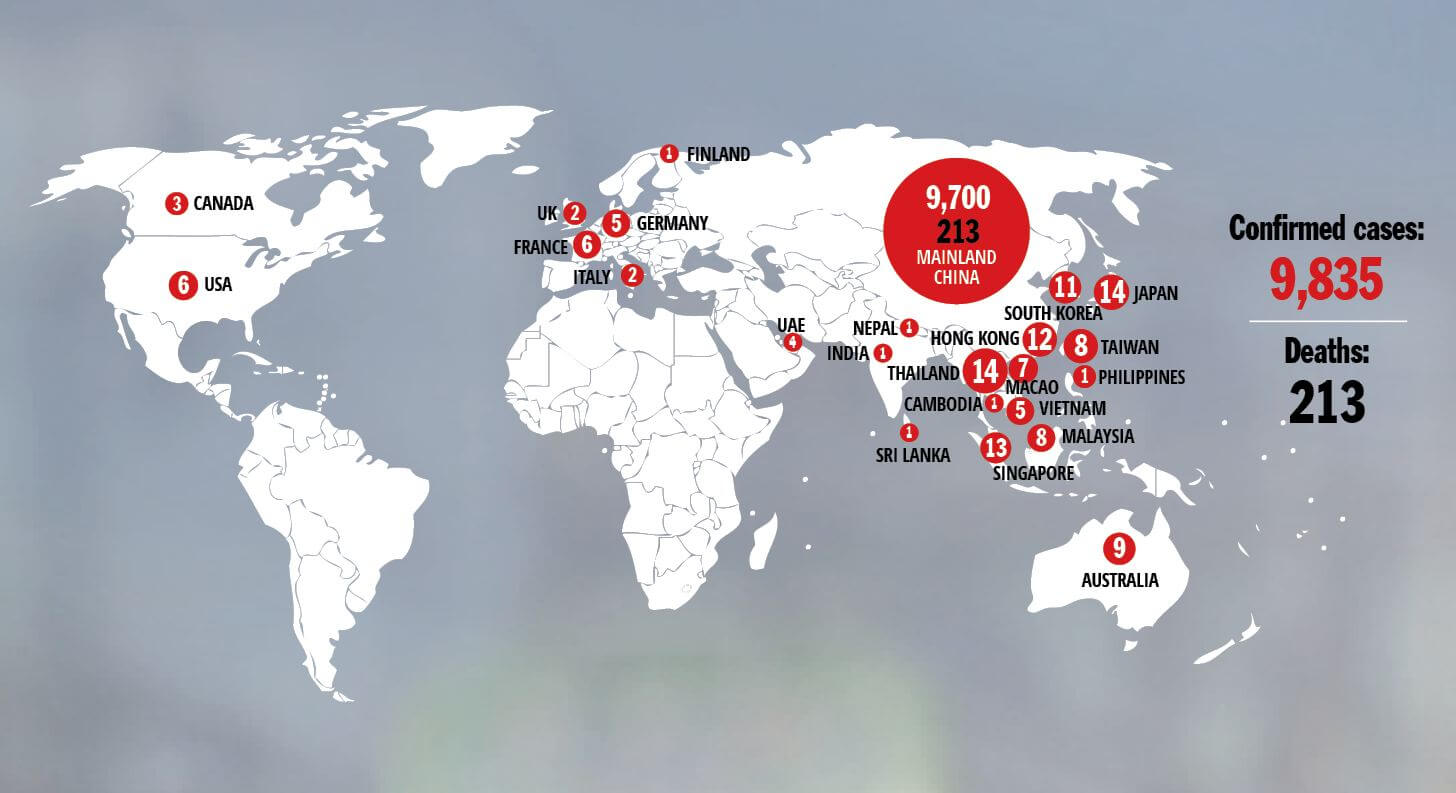 1 FINLAND
3 CANADA
UK 2
5 GERMANY
FRANCE 6
ITALY 2
6 USA
9,700
213
MAINLAND
CHINA
11
SOUTH KOREA
14 JAPAN
UAE
4
NEPAL 1
INDIA 1
HONG KONG 12
8 TAIWAN
THAILAND 14
7
MACAO
1 PHILIPPINES
CAMBODIA 1
5 VIETNAM
1
SRI LANKA
8 MALAYSIA
13
SINGAPORE
9
AUSTRALIA
Confirmed cases:
9,835
Deaths:
213